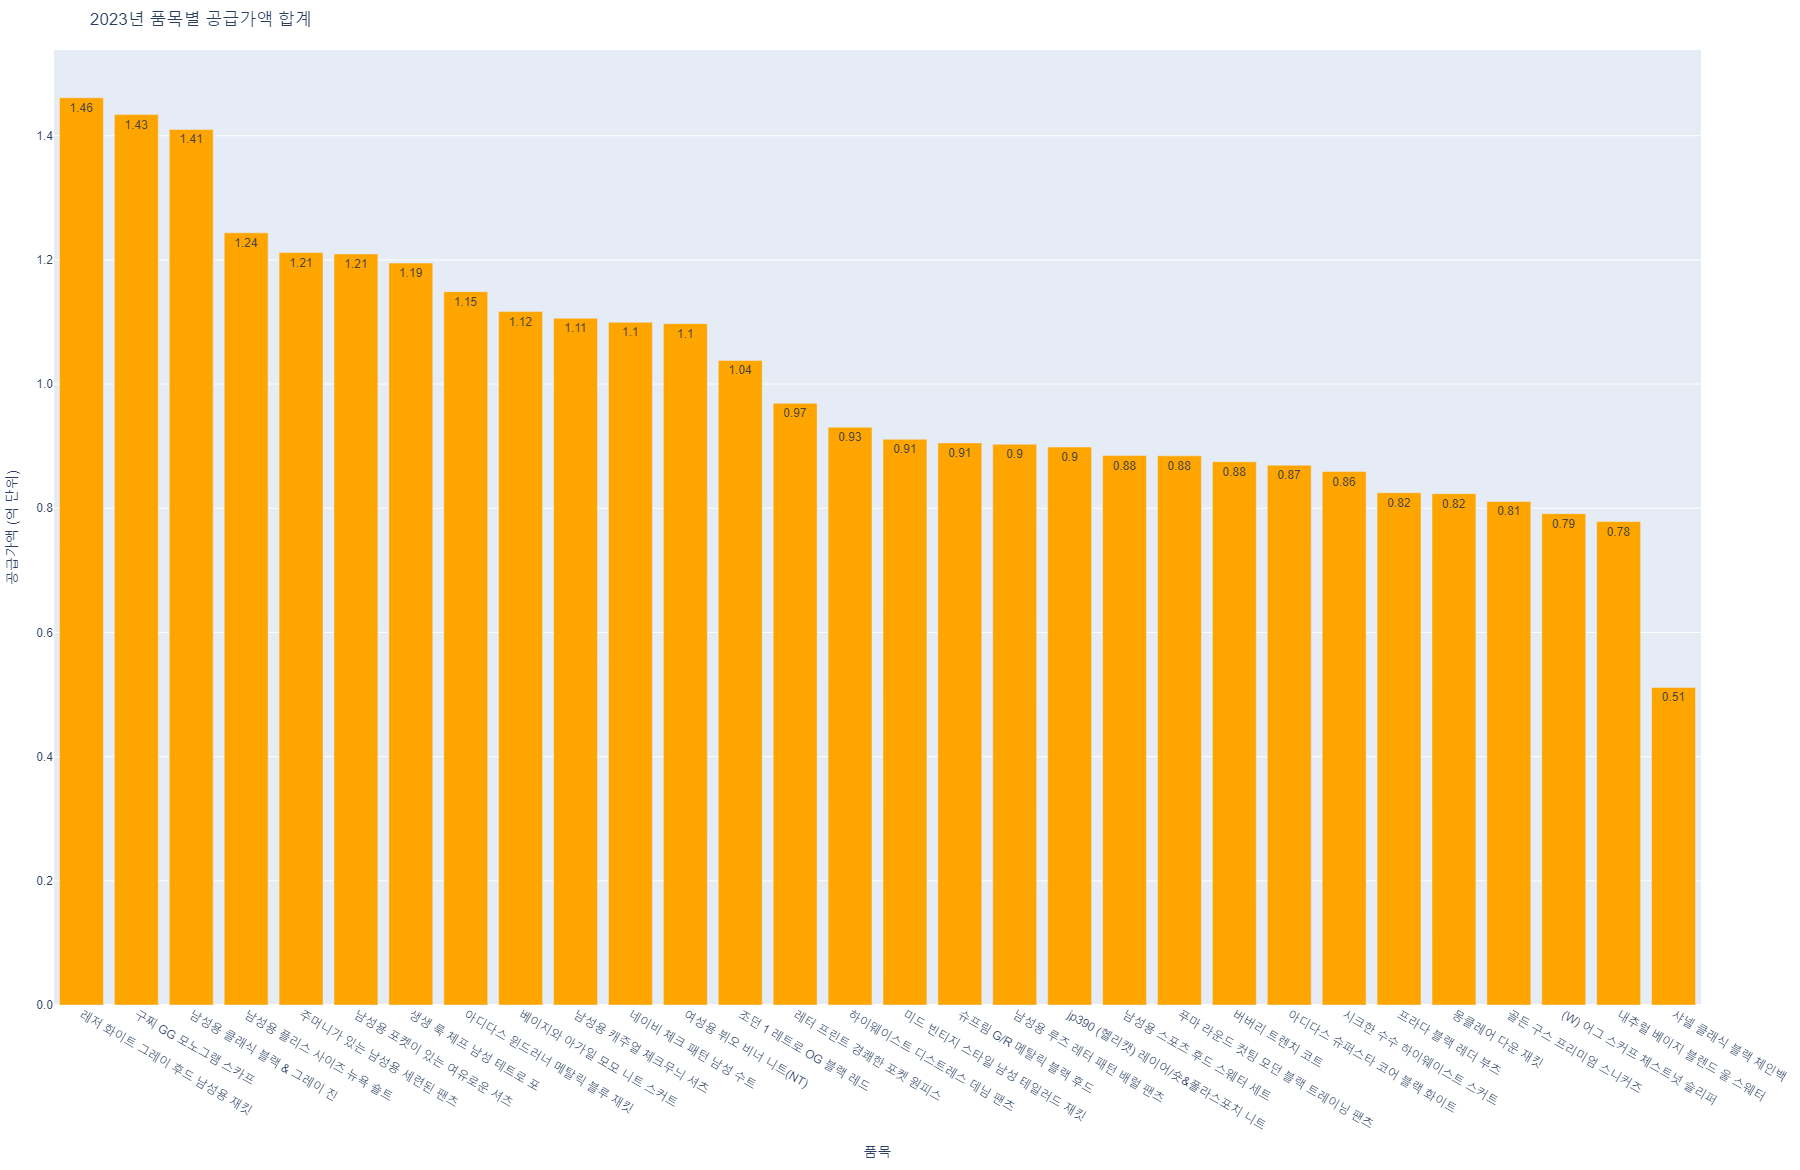 2023년 품목별 공급가액 합계
공급가액 (억 단위)
1.4
1.2
1.0
0.8
0.6
0.4
0.2
0.0
1.46
1.43
1.41
1.24
1.21
1.21
1.19
1.15
1.12
1.11
1.1
1.1
1.04
0.97
0.93
0.91
0.91
0.9
0.9
0.88
0.88
0.88
0.87
0.86
0.82
0.82
0.81
0.79
0.78
0.51
레저 화이트 그레이 후드 남성용 재킷
구찌 GG 모노그램 스카프
남성용 클래식 블랙 & 그레이 진
남성용 플리스 사이즈 뉴욕 숄트
주머니가 있는 남성용 세련된 팬츠
남성용 포켓이 있는 여유로운 셔츠
생생 룩 체프 남성 테트로 포
아디다스 윈드러너 메탈릭 블루 재킷
베이지와 아가일 모모 니트 스커트
남성용 캐주얼 체크무늬 셔츠
네이비 체크 패턴 남성 수트
여성용 뷔오 비너 니트(NT)
조던 1 레트로 OG 블랙 레드
레터 프린트 경쾌한 포켓 원피스
하이웨이스트 디스트레스 데님 팬츠
미드 빈티지 스타일 남성 테일러드 재킷
슈프림 G/R 메탈릭 블랙 후드
남성용 루즈 레터 패턴 배럴 팬츠
jp390 (헬리캣) 레이어/숏&폴라스포치 니트
남성용 스포츠 후드 스웨터 세트
푸마 라운드 컷팅 모던 블랙 트레이닝 팬츠
버버리 트렌치 코트
아디다스 슈퍼스타 코어 블랙 화이트
시크한 수수 하이웨이스트 스커트
프라다 블랙 레더 부츠
몽클레어 다운 재킷
골든 구스 프리미엄 스니커즈
(W) 어그 스커프 체스트넛 슬리퍼
내추럴 베이지 블렌드 울 스웨터
샤넬 클래식 블랙 체인백
품목